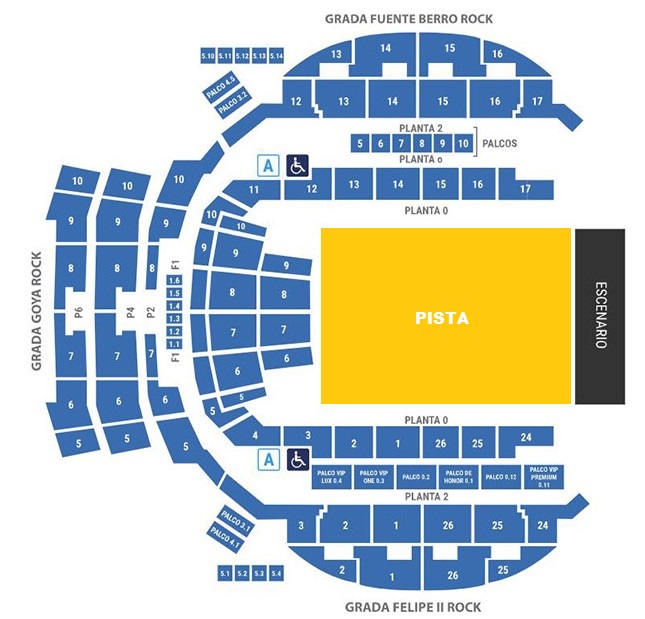 GRADA FUENTE BERRO ROCK
13 14 15 16
5.10 5.11 5.12 5.13 5.14
PALCO 4.5
PALCO 3.2
12 13 14 15 16 17
PLANTA 2
5 6 7 8 9 10 PALCOS
PLANTA 0
A
11 12 13 14 15 16 17
PLANTA 0
GRADA GOYA ROCK
10 10 10
9 9 9
8 8 8
P6 P4 P2
7 7 7
6 6 6
5 5 5
F1
1.6
1.5
1.4
1.3
1.2
1.1
F1
10 10
9 9 9
8 8
7 7
6 6
5 5
PISTA
ESCENARIO
PLANTA 0
4 3 2 1 26 25 24
A
PALCO VIP LUX 0.4
PALCO VIP ONE 0.3
PALCO 0.2
PALCO DE HONOR 0.1
PALCO 0.12
PALCO VIP PREMIUM 0.11
PLANTA 2
PALCO 3.1
PALCO 4.1
3 2 1 26 25 24
5.1 5.2 5.3 5.4
2 1 26 25
GRADA FELIPE II ROCK